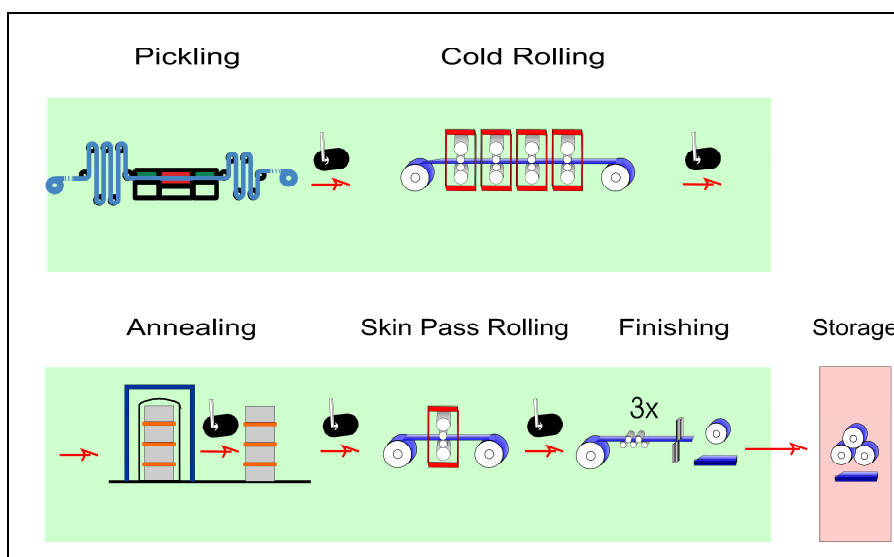 Pickling
Cold Rolling
Annealing
Skin Pass Rolling
Finishing
Storage
3x